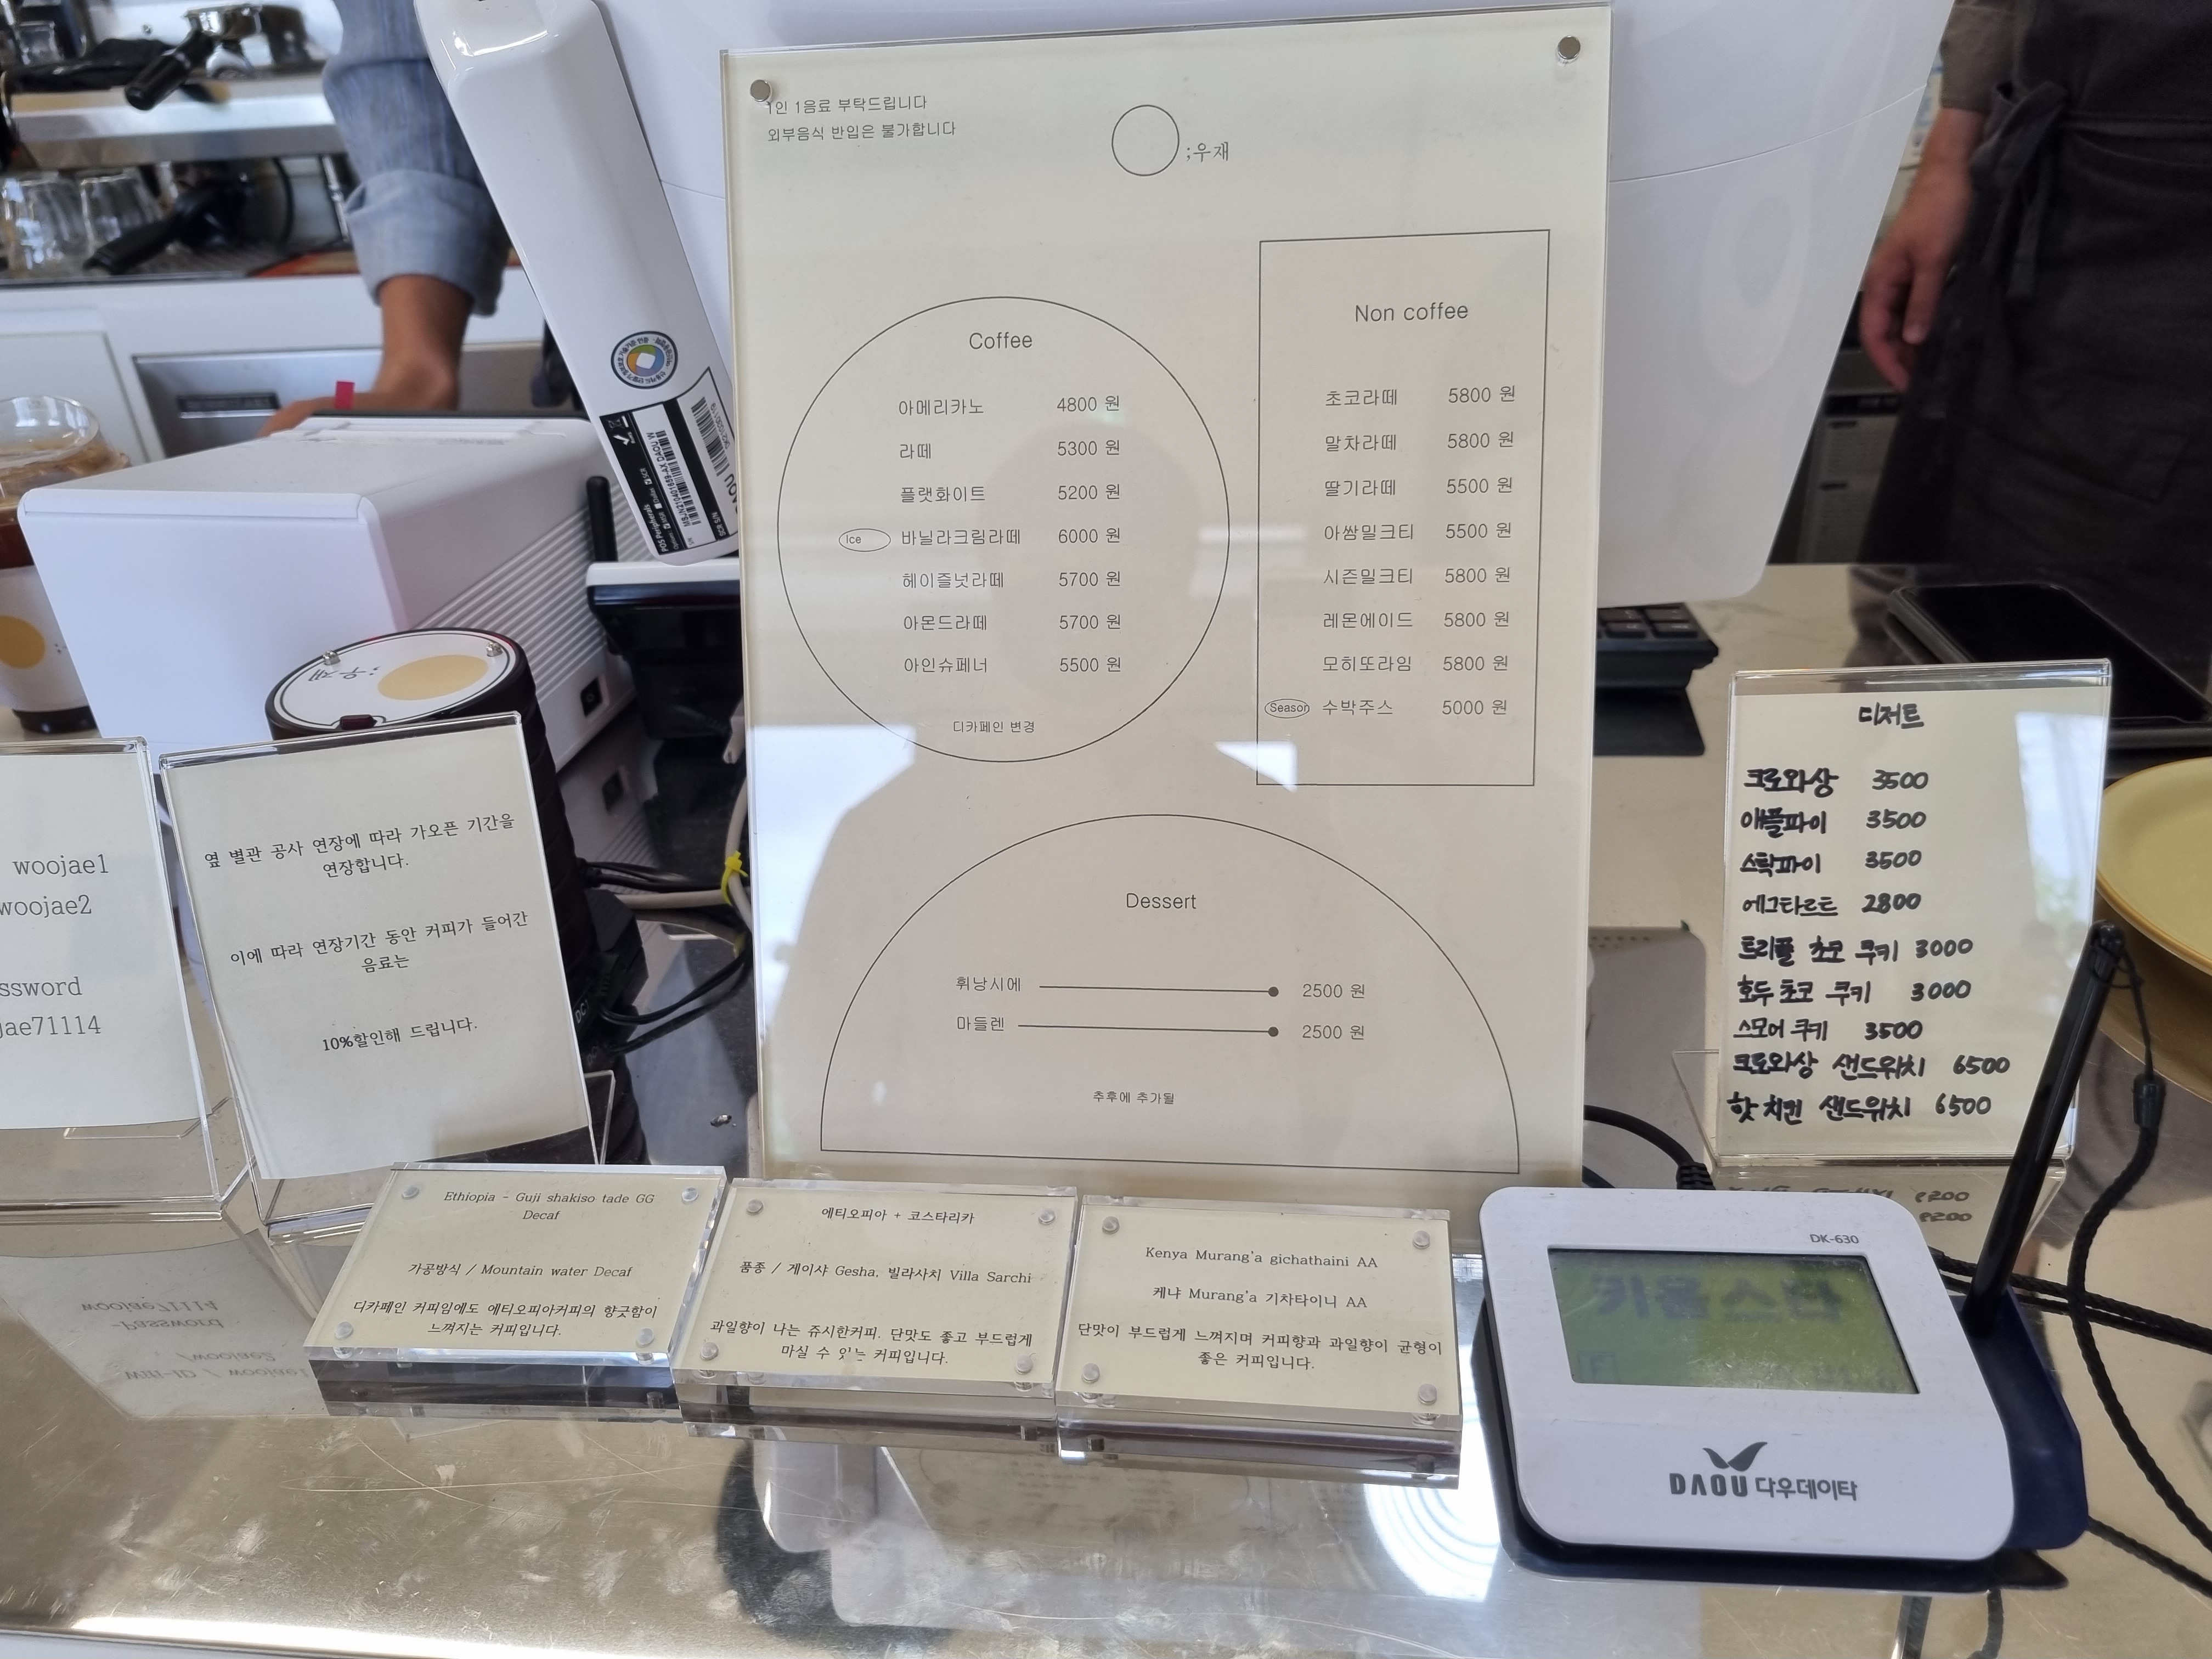 1인 1음료 부탁드립니다
외부음식 반입은 불가합니다
;우재
Coffee
아메리카노 4800 원
라떼 5300 원
플랫화이트 5200 원
Ice 바닐라크림라떼 6000 원
헤이즐넛라떼 5700 원
아몬드라떼 5700 원
아인슈페너 5500 원
디카페인 변경
Non coffee
초코라떼 5800 원
말차라떼 5800 원
딸기라떼 5500 원
아쌈밀크티 5500 원
시즌밀크티 5800 원
레몬에이드 5800 원
모히또라임 5800 원
Season 수박주스 5000 원
Dessert
휘낭시에 2500 원
마들렌 2500 원
추후에 추가될
디저트
크로와상 3500
애플파이 3500
스틱파이 3500
에그타르트 2800
트리플 초코 쿠키 3000
호두 초코 쿠키 3000
스모어 쿠키 3500
크로와상 샌드위치 6500
핫 치킨 샌드위치 6500
woojae1
woojae2
ssword
jae71114
옆 별관 공사 연장에 따라 가오픈 기간을
연장합니다.
이에 따라 연장기간 동안 커피가 들어간
음료는
10%할인해 드립니다.
;우재
Ethiopia - Guji shakiso tade GG
Decaf
가공방식 / Mountain water Decaf
디카페인 커피임에도 에티오피아커피의 향긋함이
느껴지는 커피입니다.
에티오피아 + 코스타리카
품종 / 게이샤 Gesha, 빌라사치 Villa Sarchi
과일향이 나는 쥬시한커피. 단맛도 좋고 부드럽게
마실 수 있는 커피입니다.
Kenya Murang'a gichathaini AA
케냐 Murang'a 기차타이니 AA
단맛이 부드럽게 느껴지며 커피향과 과일향이 균형이
좋은 커피입니다.
DK-630
DAOU 다우데이타